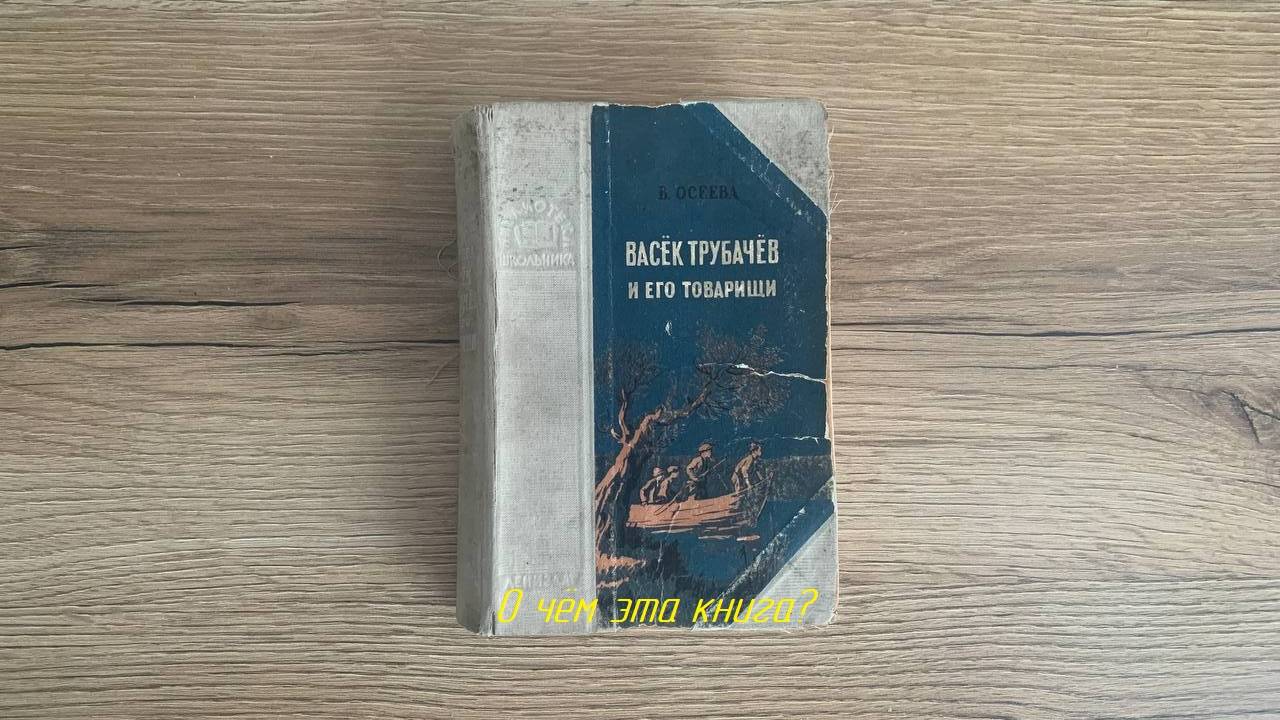 В. ОСЕЕВА
ВАСЁК ТРУБАЧЁВ
И ЕГО ТОВАРИЩИ
ШКОЛЬНИКА
О чём эта книга?